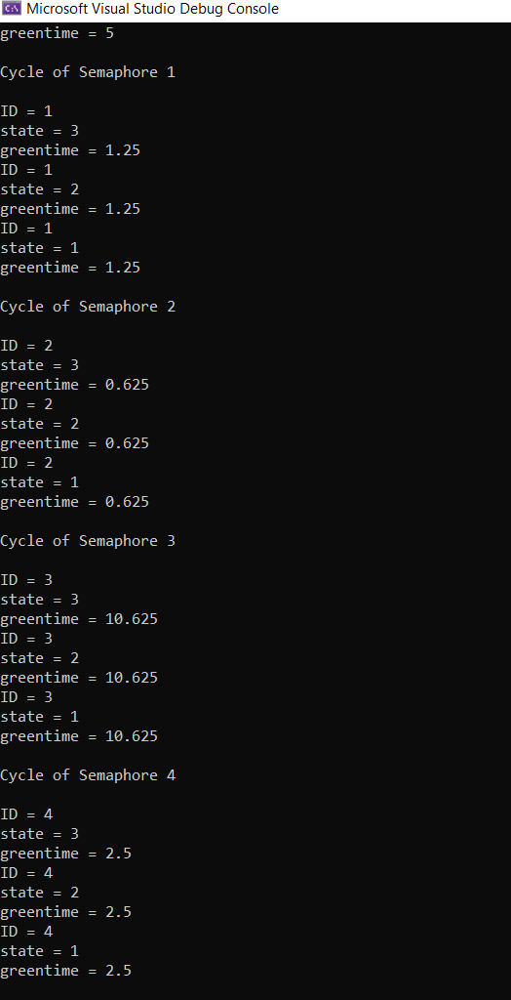 C:\ Microsoft Visual Studio Debug Console
greentime = 5
Cycle of Semaphore 1
ID = 1
state = 3
greentime = 1.25
ID = 1
state = 2
greentime = 1.25
ID = 1
state = 1
greentime = 1.25
Cycle of Semaphore 2
ID = 2
state = 3
greentime = 0.625
ID = 2
state = 2
greentime = 0.625
ID = 2
state = 1
greentime = 0.625
Cycle of Semaphore 3
ID = 3
state = 3
greentime = 10.625
ID = 3
state = 2
greentime = 10.625
ID = 3
state = 1
greentime = 10.625
Cycle of Semaphore 4
ID = 4
state = 3
greentime = 2.5
ID = 4
state = 2
greentime = 2.5
ID = 4
state = 1
greentime = 2.5